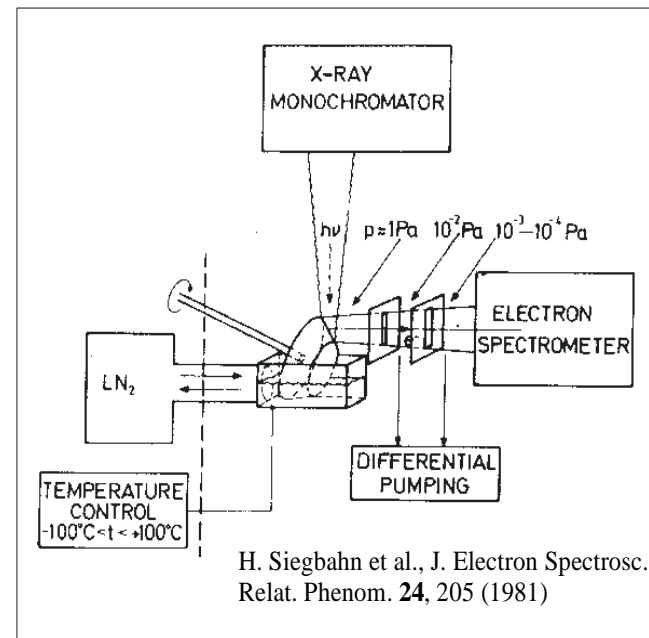 X-RAY
MONOCHROMATOR
hν
p≈1Pa
10⁻²Pa
10⁻³-10⁻⁴Pa
e
ELECTRON
SPECTROMETER
LN₂
DIFFERENTIAL
PUMPING
TEMPERATURE
CONTROL
-100°C<t<+100°C
H. Siegbahn et al., J. Electron Spectrosc.
Relat. Phenom. 24, 205 (1981)